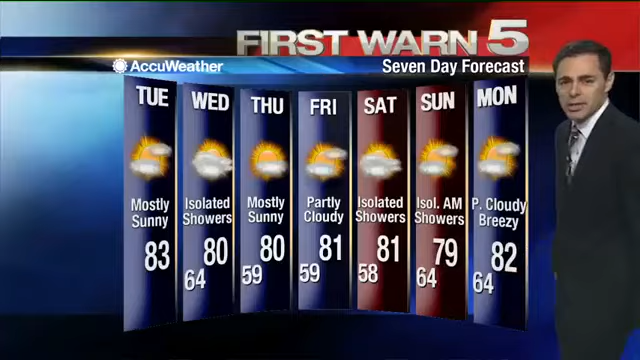 FIRST WARN 5
AccuWeather
Seven Day Forecast
TUE WED THU FRI SAT SUN MON
Mostly Sunny
Isolated Showers
Mostly Sunny
Partly Cloudy
Isolated Showers
Isol. AM Showers
P. Cloudy Breezy
83 80 80 81 81 79 82
64 59 59 58 64 64